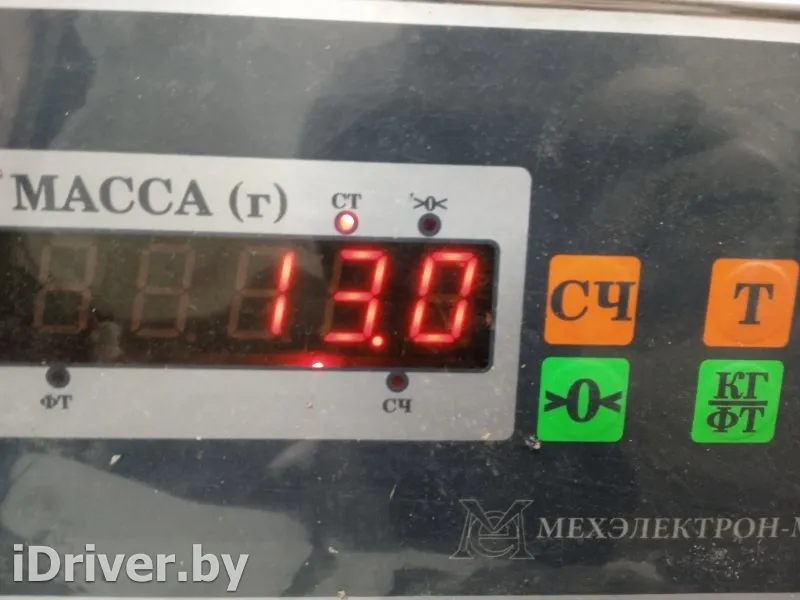 МАССА (г)
СТ
>0<
13.0
ФТ
СЧ
СЧ
Т
>0<
КГ
ФТ
МЕХЭЛЕКТРОН-М
iDriver.by